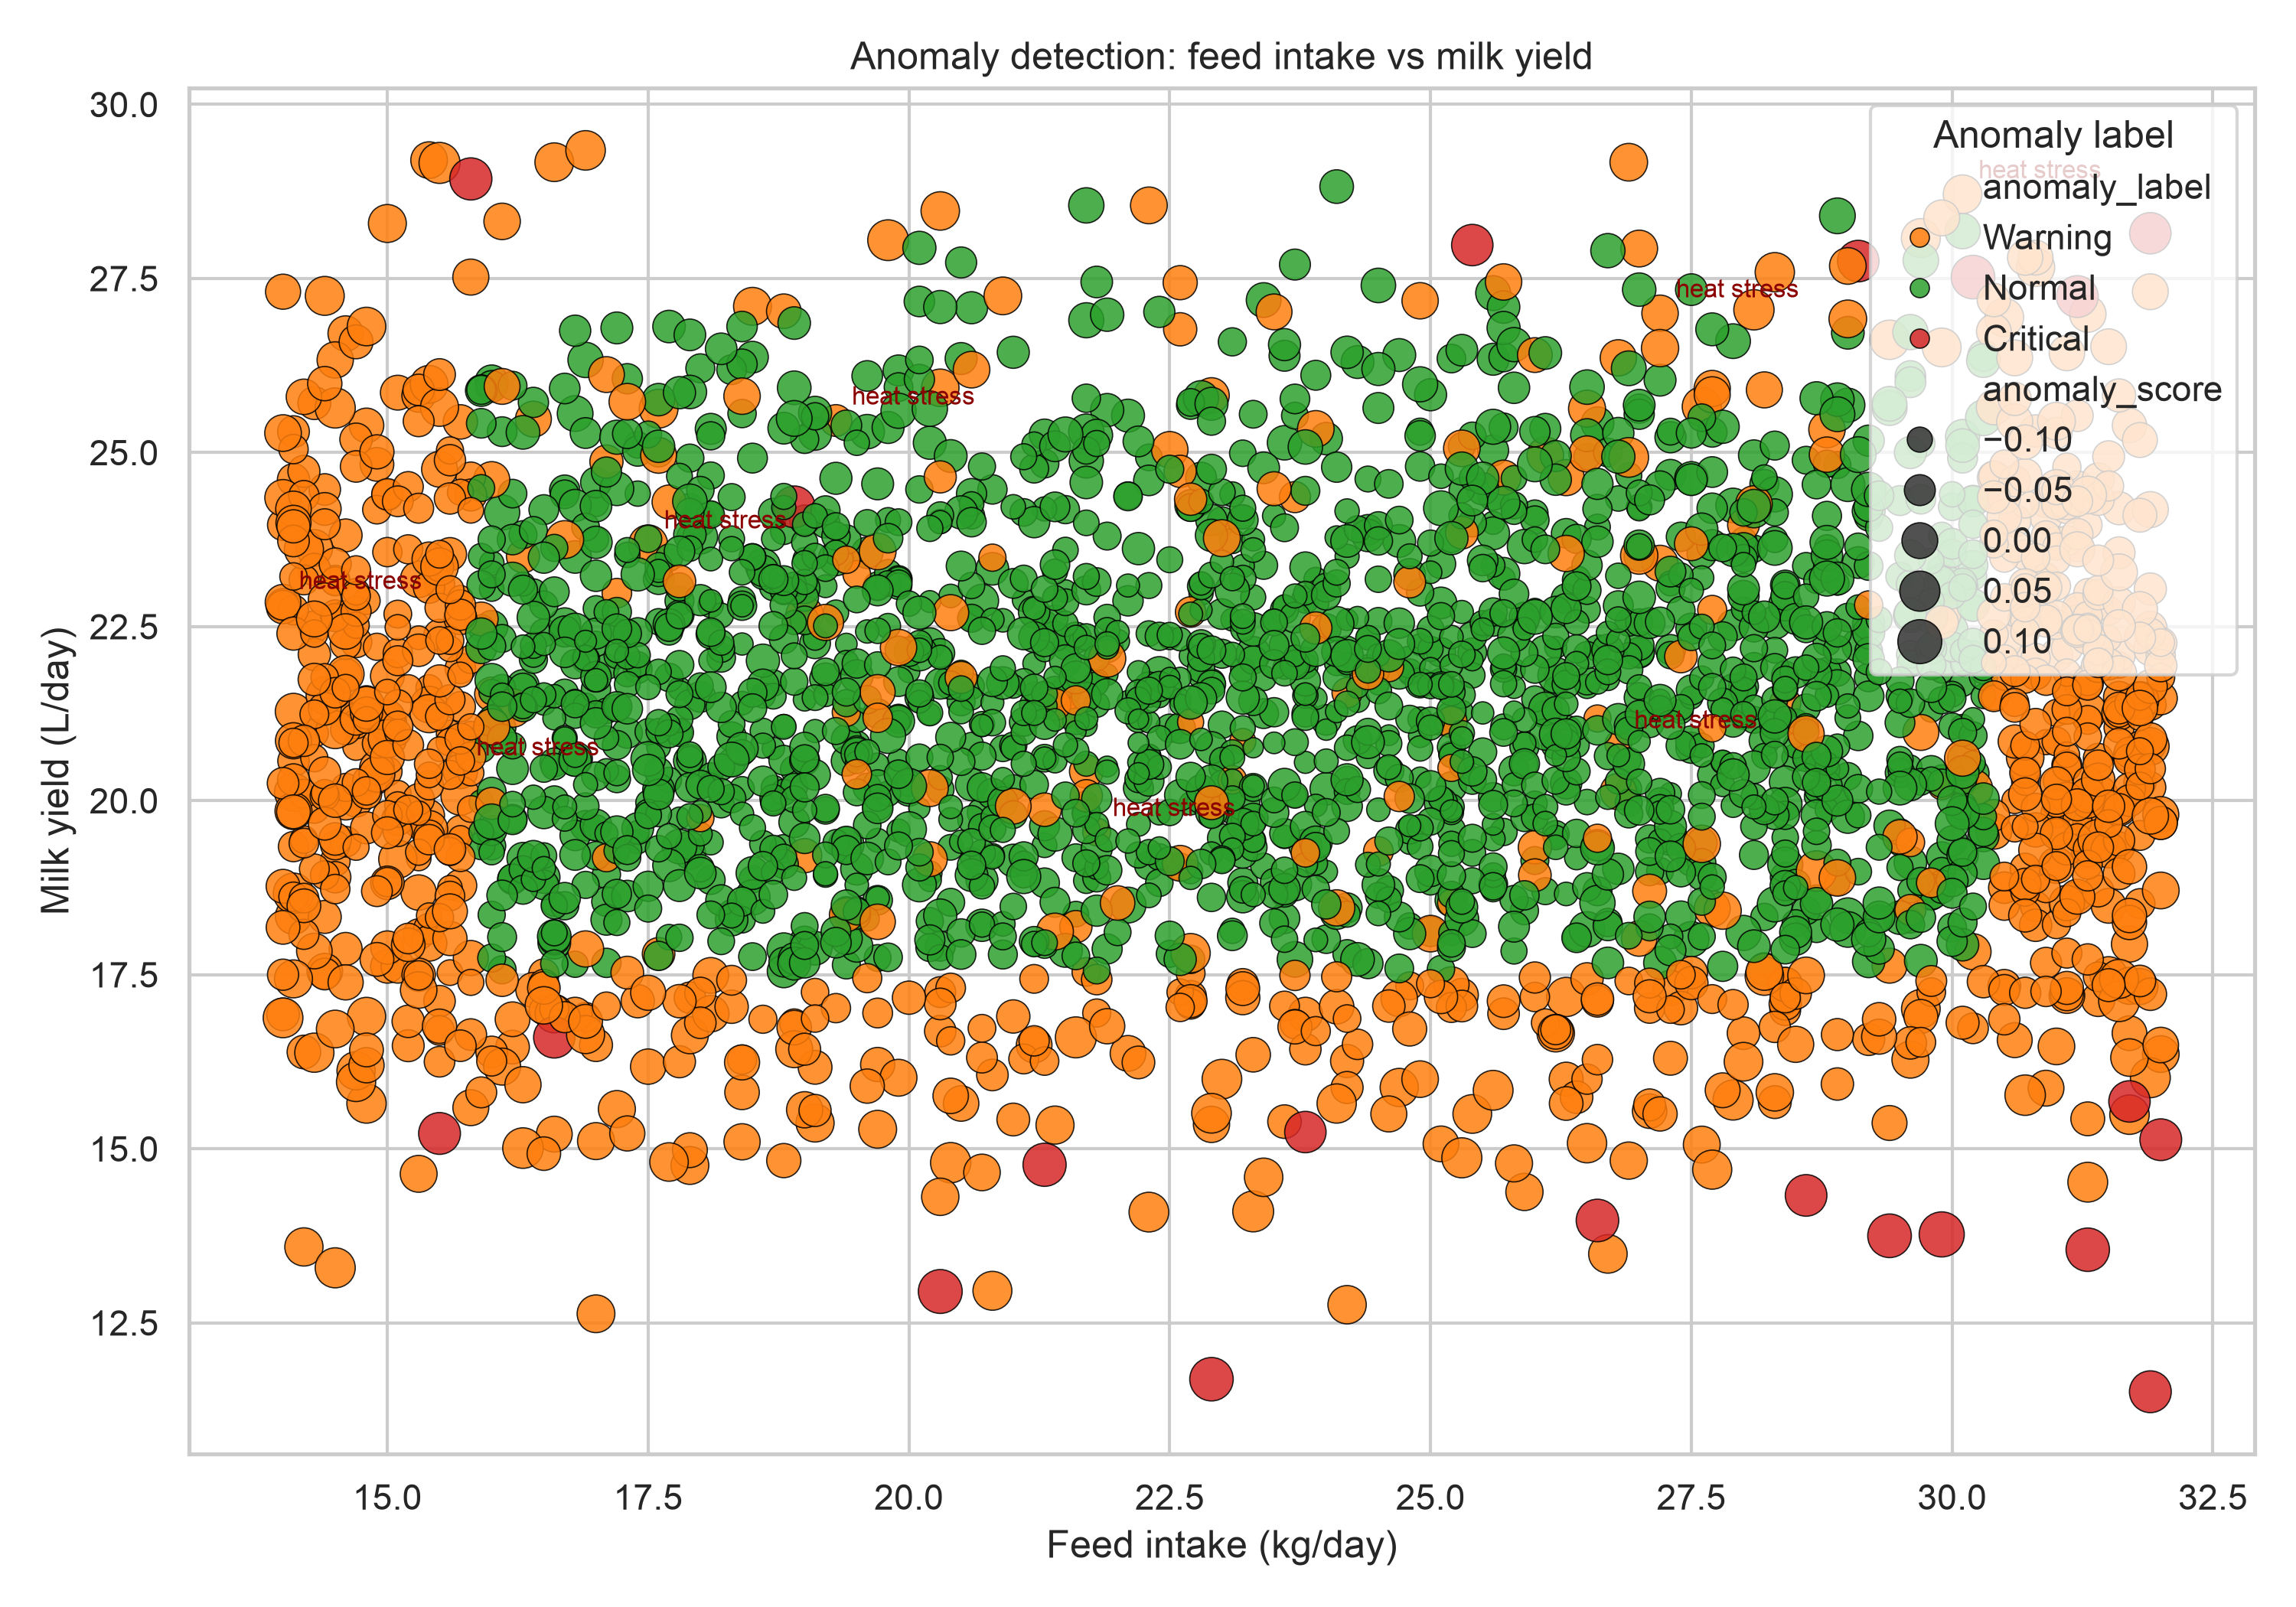 Anomaly detection: feed intake vs milk yield
Milk yield (L/day)
30.0
27.5
25.0
22.5
20.0
17.5
15.0
12.5
Anomaly label
heat stress
anomaly_label
Warning
Normal
Critical
anomaly_score
−0.10
−0.05
0.00
0.05
0.10
heat stress
heat stress
heat stress
heat stress
heat stress
heat stress
heat stress
15.0
17.5
20.0
22.5
25.0
27.5
30.0
32.5
Feed intake (kg/day)